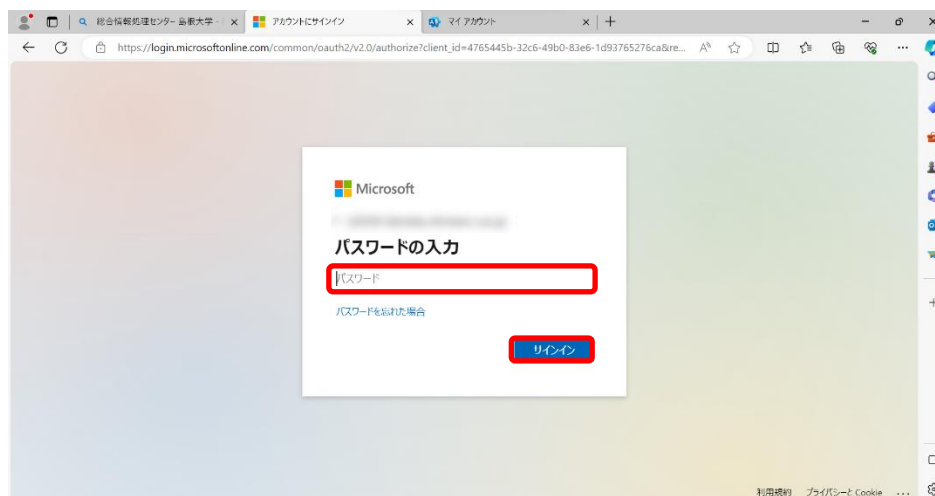 総合情報処理センター 島根大学 -
アカウントにサインイン
マイ アカウント
https://login.microsoftonline.com/common/oauth2/v2.0/authorize?client_id=4765445b-32c6-49b0-83e6-1d93765276ca&re...
Microsoft
パスワードの入力
パスワード
パスワードを忘れた場合
サインイン
利用規約 プライバシーと Cookie ...